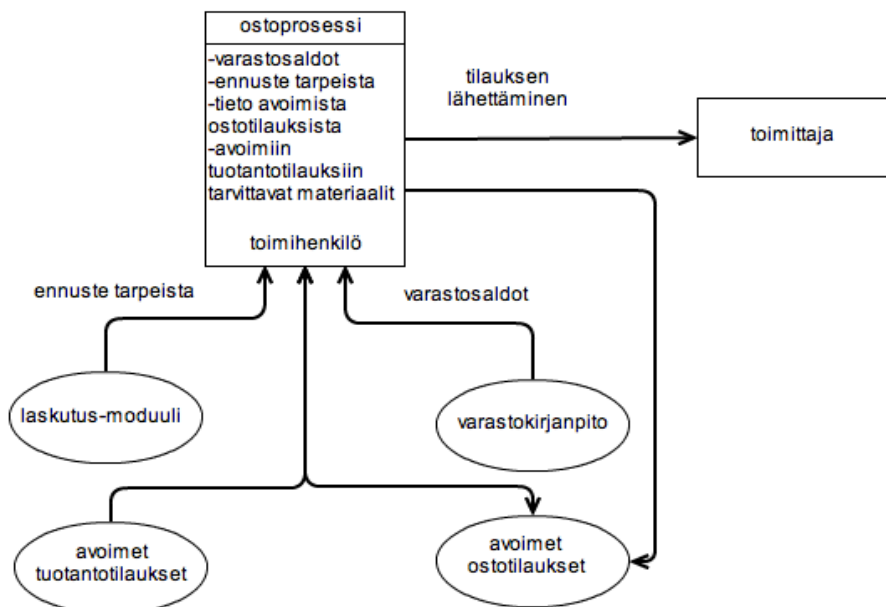 ostoprosessi
-varastosaldot
-ennuste tarpeista
-tieto avoimista
ostotilauksista
-avoimiin
tuotantotilauksiin
tarvittavat materiaalit
toimihenkilö
tilauksen
lähettäminen
toimittaja
ennuste tarpeista
varastosaldot
laskutus-moduuli
varastokirjanpito
avoimet
tuotantotilaukset
avoimet
ostotilaukset